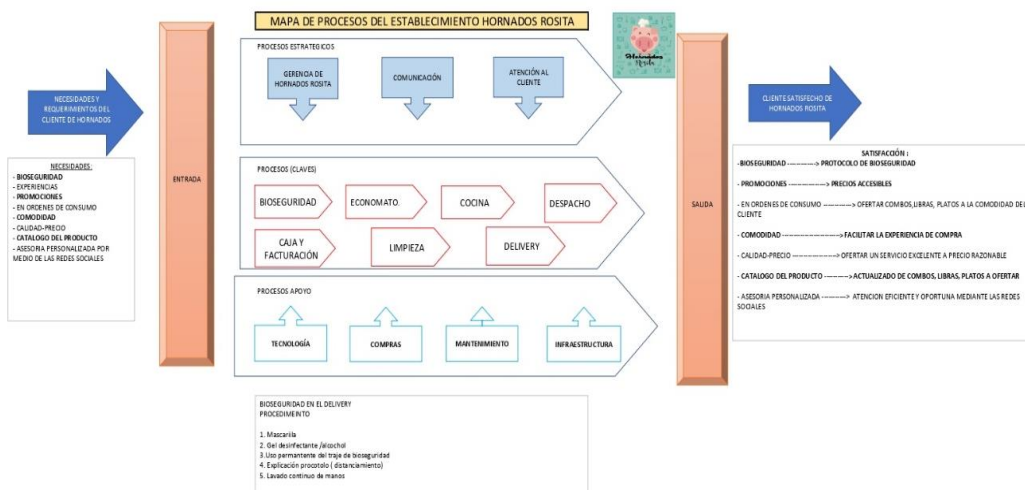 MAPA DE PROCESOS DEL ESTABLECIMIENTO HORNADOS ROSITA
Hornados
Rosita
NECESIDADES Y
REQUERIMIENTOS DEL
CLIENTE DE HORNADOS
NECESIDADES:
- BIOSEGURIDAD
- EXPERIENCIAS
- PROMOCIONES
- EN ORDENES DE CONSUMO
- COMODIDAD
- CALIDAD-PRECIO
- CATALOGO DEL PRODUCTO
- ASESORIA PERSONALIZADA POR
MEDIO DE LAS REDES SOCIALES
ENTRADA
PROCESOS ESTRATEGICOS
GERENCIA DE
HORNADOS ROSITA
COMUNICACIÓN
ATENCIÓN AL
CLIENTE
PROCESOS (CLAVES)
BIOSEGURIDAD
ECONOMATO.
COCINA
DESPACHO
CAJA Y
FACTURACIÓN
LIMPIEZA
DELIVERY
PROCESOS APOYO
TECNOLOGÍA
COMPRAS
MANTENIMIENTO
INFRAESTRUCTURA
BIOSEGURIDAD EN EL DELIVERY
PROCEDIMEINTO
1. Mascarilla
2. Gel desinfectante /alcochol
3.Uso permantente del traje de bioseguridad
4. Explicación procotolo ( distanciamiento)
5. Lavado continuo de manos
SALIDA
CLIENTE SATISFECHO DE
HORNADOS ROSITA
SATISFACCIÓN :
-BIOSEGURIDAD ------------> PROTOCOLO DE BIOSEGURIDAD
- PROMOCIONES ---------------> PRECIOS ACCESIBLES
- EN ORDENES DE CONSUMO -------------> OFERTAR COMBOS,LIBRAS, PLATOS A LA COMODIDAD DEL
CLIENTE
- COMODIDAD ------------------------> FACILITAR LA EXPERIENCIA DE COMPRA
- CALIDAD-PRECIO ------------------> OFERTAR UN SERVICIO EXCELENTE A PRECIO RAZONABLE
- CATALOGO DEL PRODUCTO -------> ACTUALIZADO DE COMBOS, LIBRAS, PLATOS A OFERTAR
- ASESORIA PERSONALIZADA ------------> ATENCION EFICIENTE Y OPORTUNA MEDIANTE LAS REDES
SOCIALES